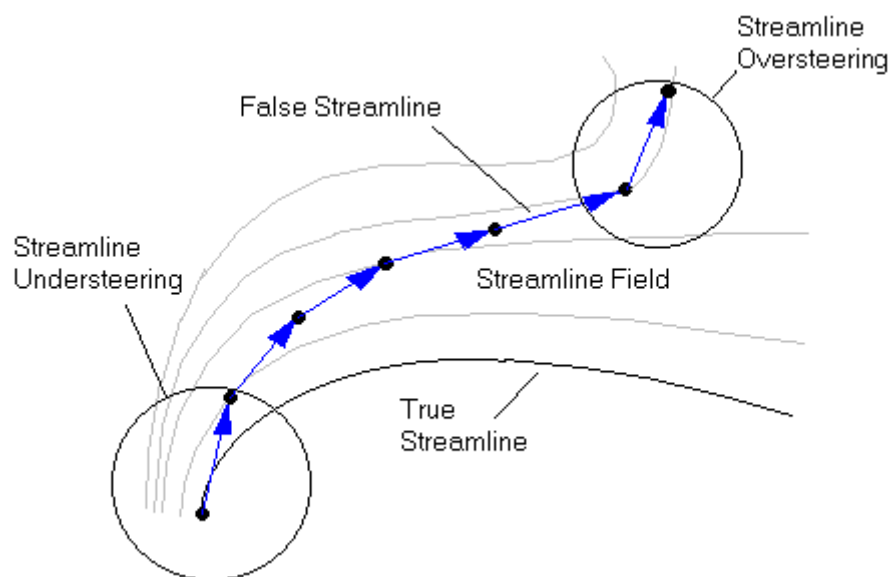 Streamline
Oversteering
False Streamline
Streamline
Understeering
Streamline Field
True
Streamline